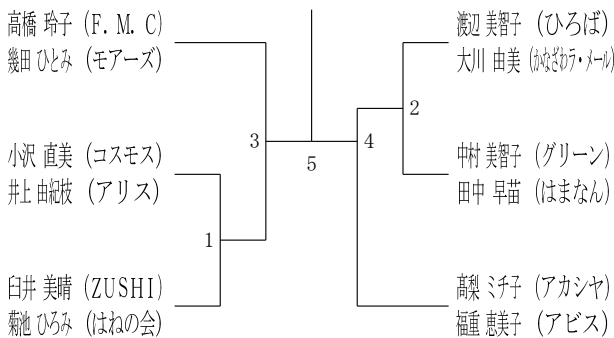 高橋 玲子 (F.M.C)
幾田 ひとみ (モアーズ)
小沢 直美 (コスモス)
井上 由紀枝 (アリス)
臼井 美晴 (ZUSHI)
菊池 ひろみ (はねの会)
1
3
5
4
2
渡辺 美智子 (ひろば)
大川 由美 (かなざわラ・メール)
中村 美智子 (グリーン)
田中 早苗 (はまなん)
髙梨 ミチ子 (アカシヤ)
福重 恵美子 (アビス)